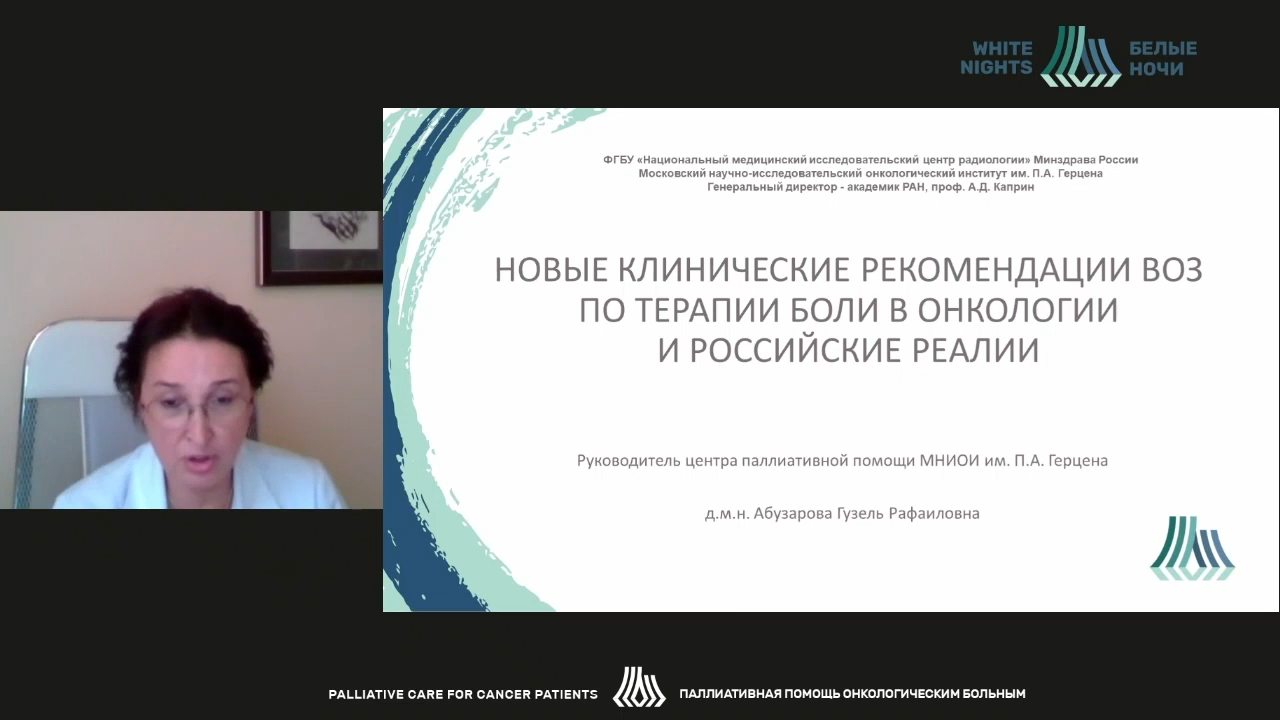 WHITE
NIGHTS
БЕЛЫЕ
НОЧИ
ФГБУ «Национальный медицинский исследовательский центр радиологии» Минздрава России
Московский научно-исследовательский онкологический институт им. П.А. Герцена
Генеральный директор - академик РАН, проф. А.Д. Каприн
НОВЫЕ КЛИНИЧЕСКИЕ РЕКОМЕНДАЦИИ ВОЗ
ПО ТЕРАПИИ БОЛИ В ОНКОЛОГИИ
И РОССИЙСКИЕ РЕАЛИИ
Руководитель центра паллиативной помощи МНИОИ им. П.А. Герцена
д.м.н. Абузарова Гузель Рафаиловна
PALLIATIVE CARE FOR CANCER PATIENTS
ПАЛЛИАТИВНАЯ ПОМОЩЬ ОНКОЛОГИЧЕСКИМ БОЛЬНЫМ